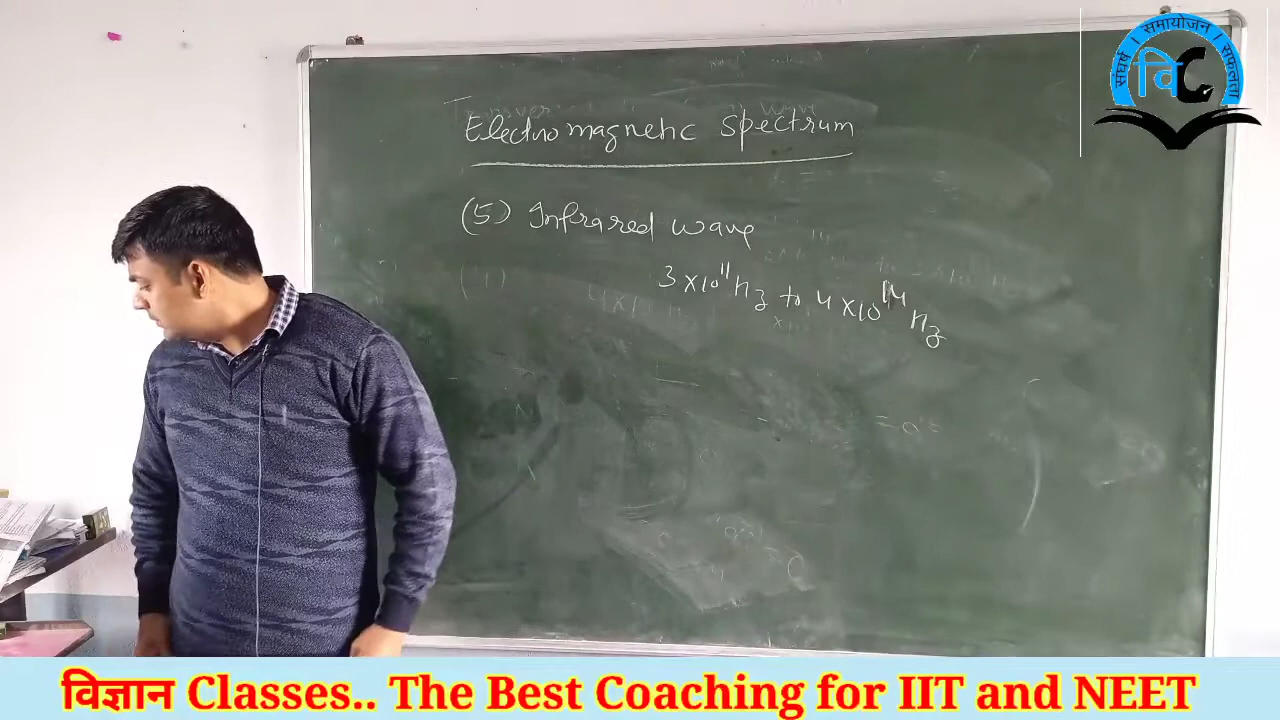 संघर्ष । समायोजन । सफलता
वि C
Electromagnetic Spectrum
(5) Infrared wave
3 x 10¹¹ Hz to 4 x 10¹⁴ Hz
विज्ञान Classes.. The Best Coaching for IIT and NEET